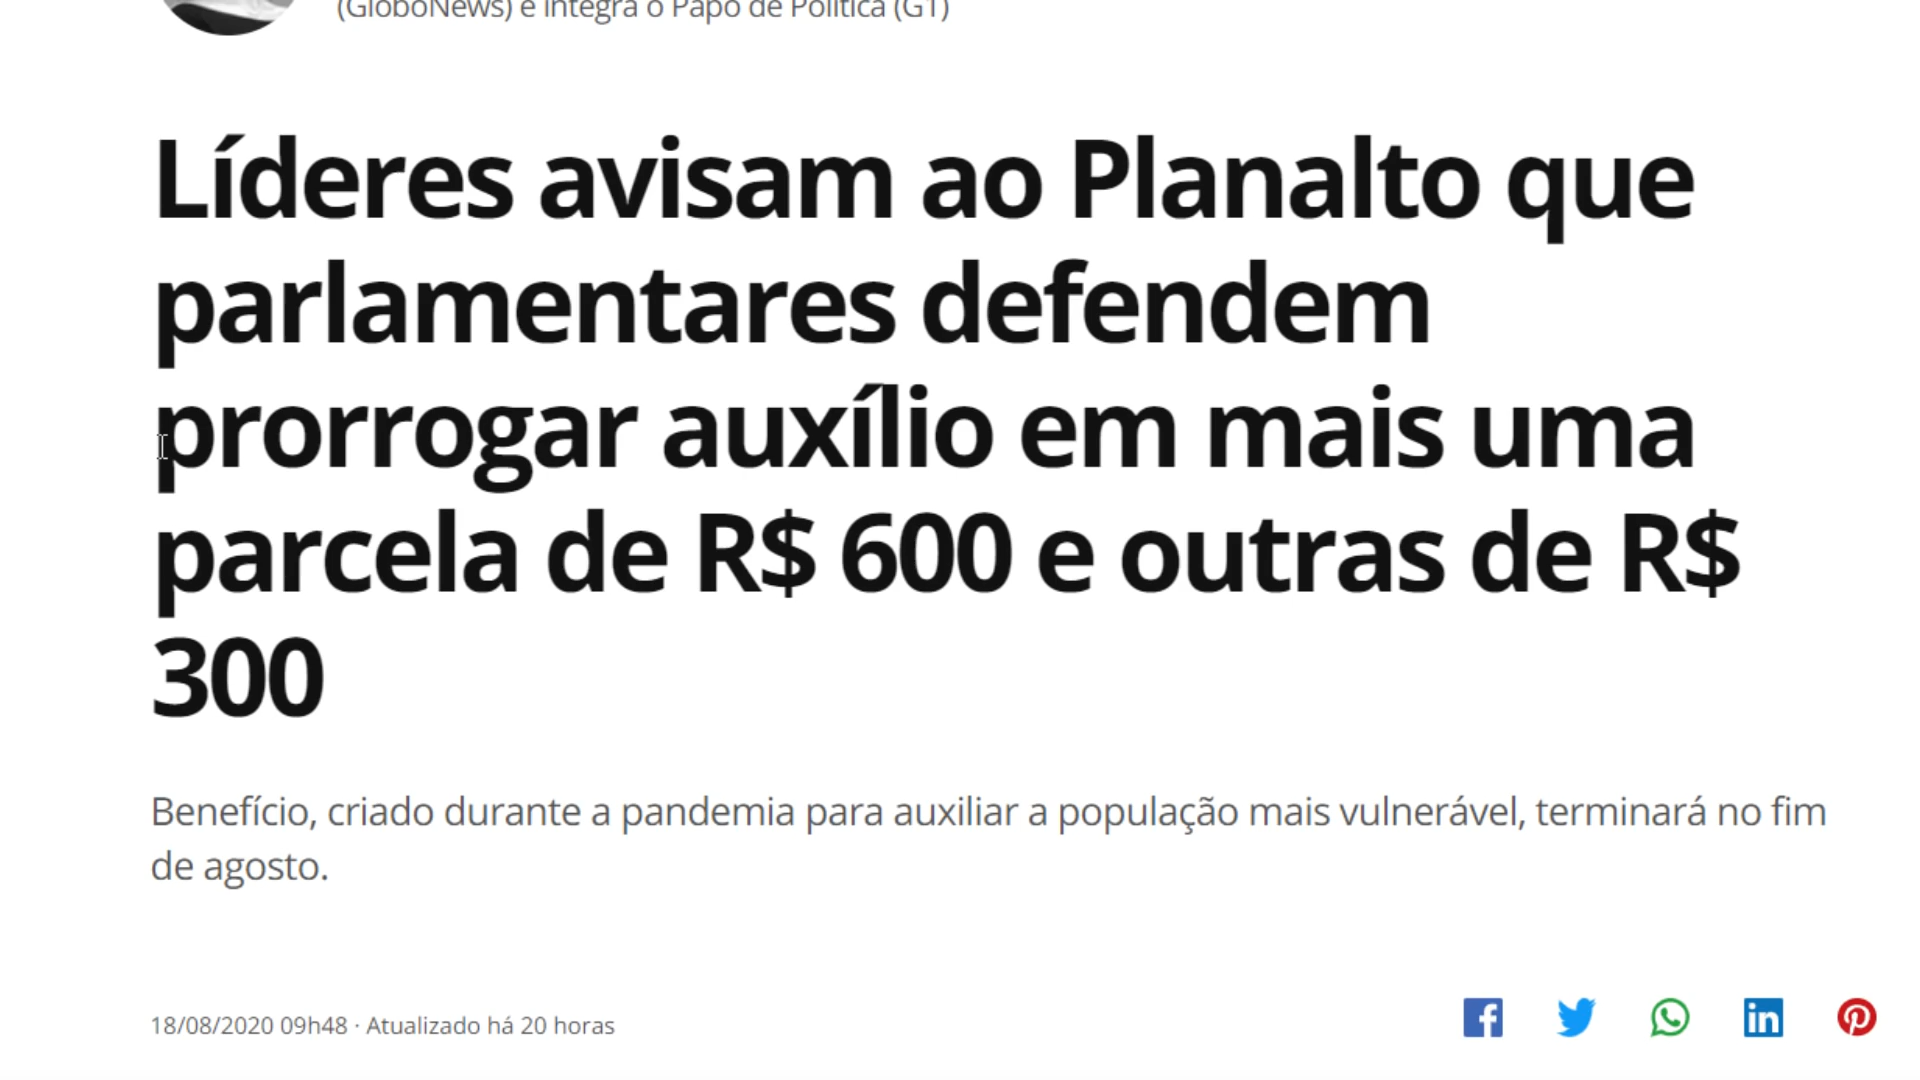 (GloboNews) e integra o Papo de Política (G1)
Líderes avisam ao Planalto que
parlamentares defendem
prorrogar auxílio em mais uma
parcela de R$ 600 e outras de R$
300
Benefício, criado durante a pandemia para auxiliar a população mais vulnerável, terminará no fim
de agosto.
18/08/2020 09h48 · Atualizado há 20 horas